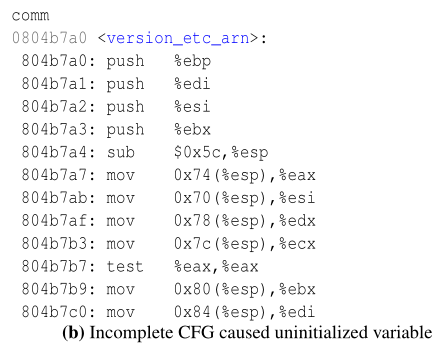 comm
0804b7a0 <version_etc_arn>:
804b7a0: push %ebp
804b7a1: push %edi
804b7a2: push %esi
804b7a3: push %ebx
804b7a4: sub $0x5c,%esp
804b7a7: mov 0x74(%esp),%eax
804b7ab: mov 0x70(%esp),%esi
804b7af: mov 0x78(%esp),%edx
804b7b3: mov 0x7c(%esp),%ecx
804b7b7: test %eax,%eax
804b7b9: mov 0x80(%esp),%ebx
804b7c0: mov 0x84(%esp),%edi
(b) Incomplete CFG caused uninitialized variable